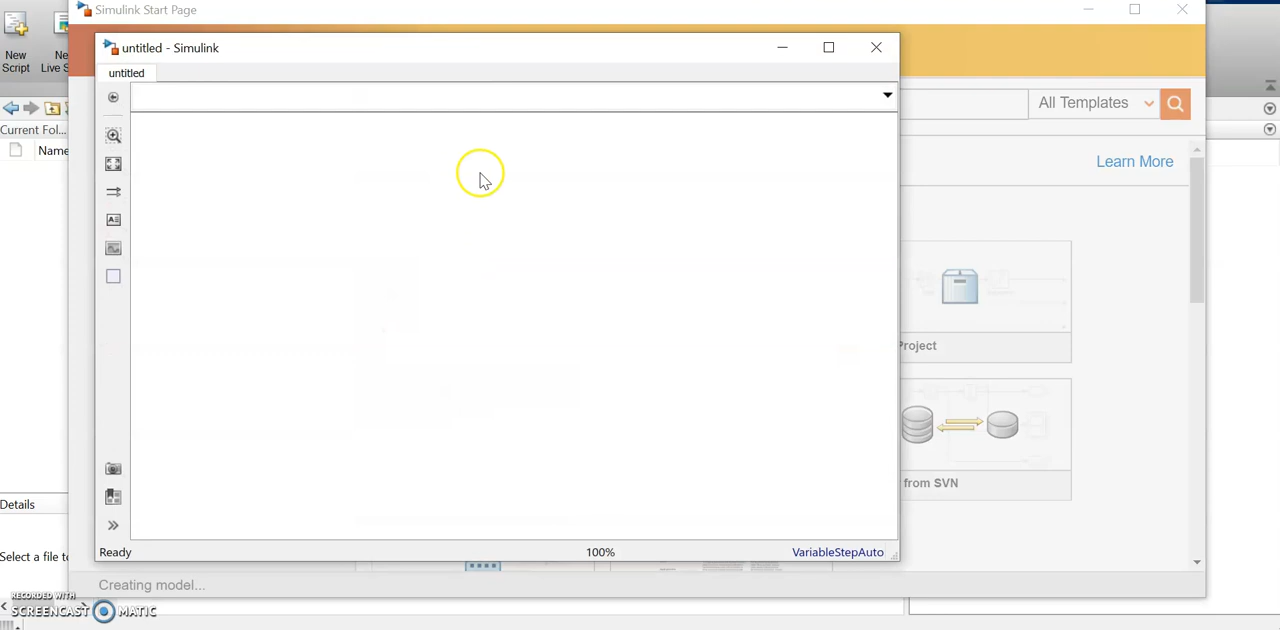 Simulink Start Page
New
Script
Ne
Live S
untitled - Simulink
untitled
All Templates
Current Fol...
Name
Learn More
Project
from SVN
Details
Select a file to
Ready
100%
VariableStepAuto
Creating model...
RECORDED WITH
SCREENCAST MATIC